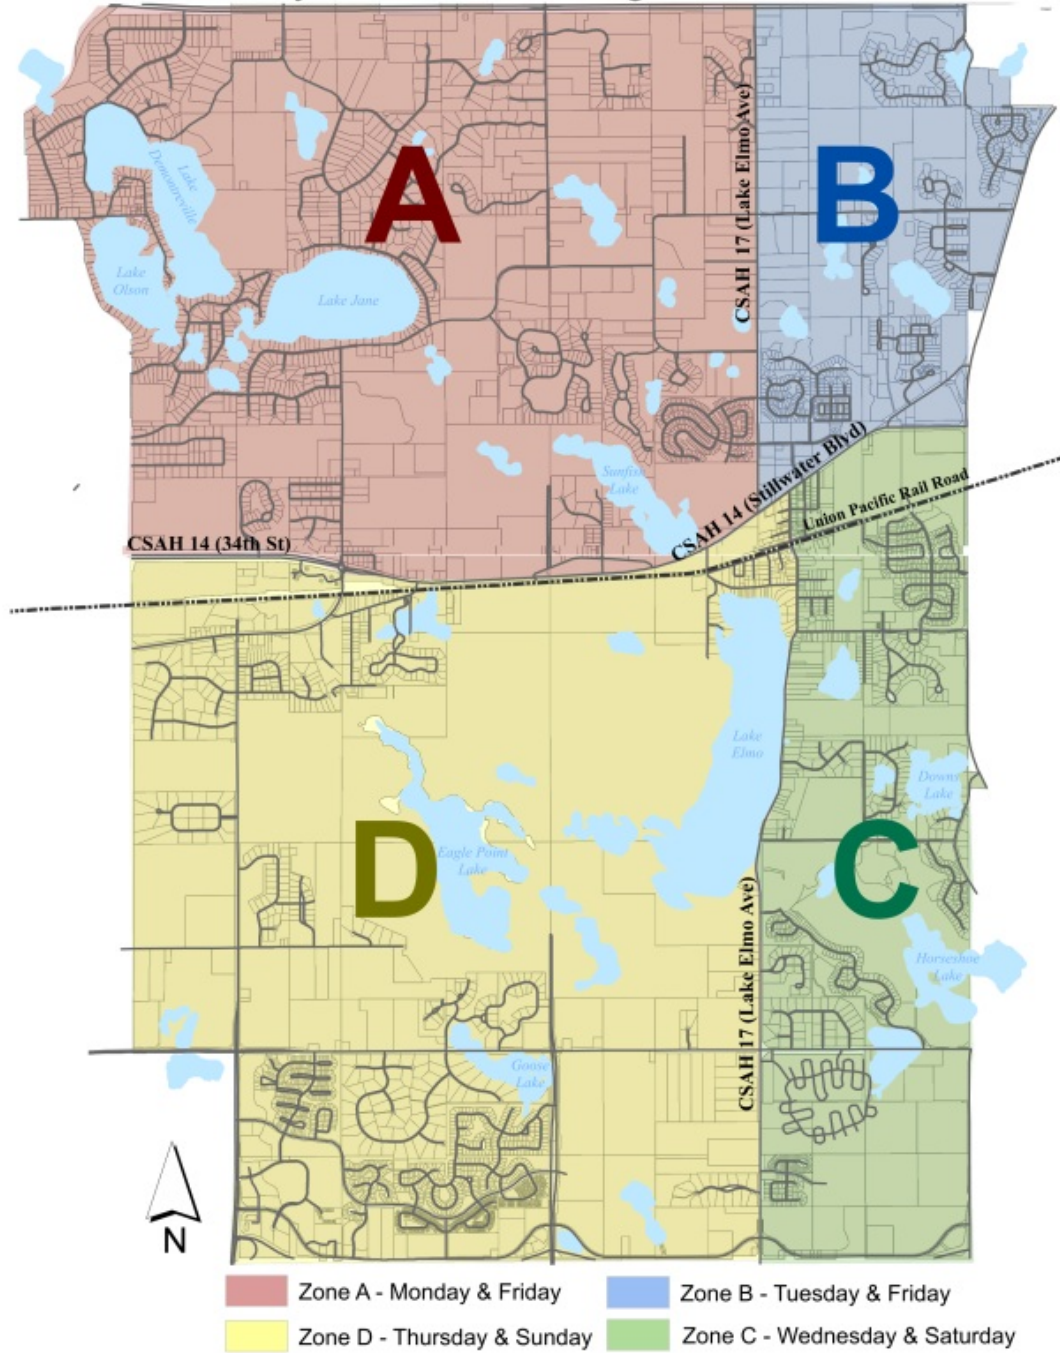 A
B
CSAH 17 (Lake Elmo Ave)
Lake
Demontreville
Lake
Olson
Lake Jane
Sunfish
Lake
CSAH 14 (Stillwater Blvd)
Union Pacific Rail Road
CSAH 14 (34th St)
Lake
Elmo
Downs
Lake
D
Eagle Point
Lake
C
CSAH 17 (Lake Elmo Ave)
Horseshoe
Lake
Goose
Lake
N
Zone A - Monday & Friday
Zone B - Tuesday & Friday
Zone D - Thursday & Sunday
Zone C - Wednesday & Saturday